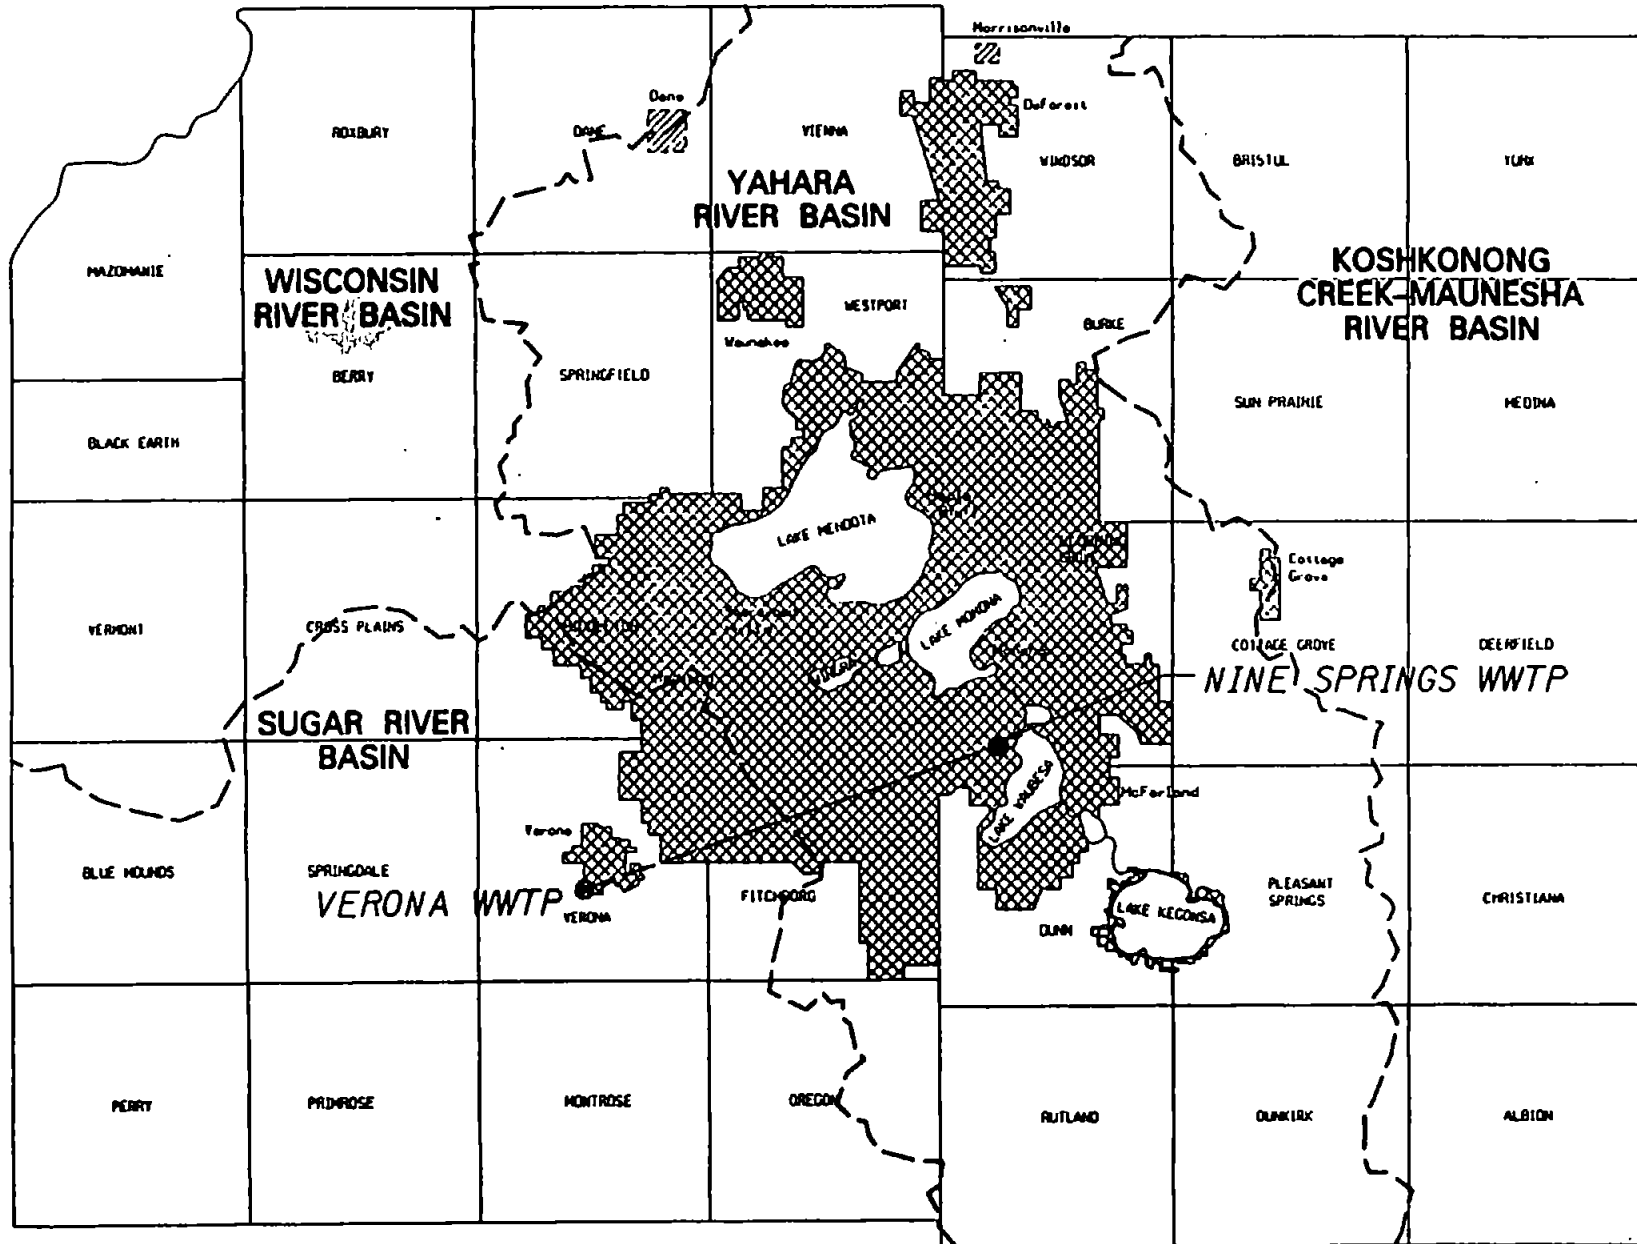 Morrisonville
Dane
DeForest
ROXBURY
DANE
VIENNA
WINDSOR
BRISTOL
YORK
YAHARA
RIVER BASIN
MAZOMANIE
WISCONSIN
RIVER BASIN
BERRY
SPRINGFIELD
Waunakee
WESTPORT
BURKE
KOSHKONONG
CREEK-MAUNESHA
RIVER BASIN
SUN PRAIRIE
MEDINA
BLACK EARTH
LAKE MENDOTA
Cottage
Grove
VERMONT
CROSS PLAINS
LAKE MONONA
WINGRA
COTTAGE GROVE
DEERFIELD
NINE SPRINGS WWTP
SUGAR RIVER
BASIN
LAKE WAUBESA
McFarland
Verona
BLUE MOUNDS
SPRINGDALE
VERONA WWTP
VERONA
FITCHBURG
DUNN
LAKE KEGONSA
PLEASANT
SPRINGS
CHRISTIANA
PERRY
PRIMROSE
MONTROSE
OREGON
RUTLAND
DUNKIRK
ALBION